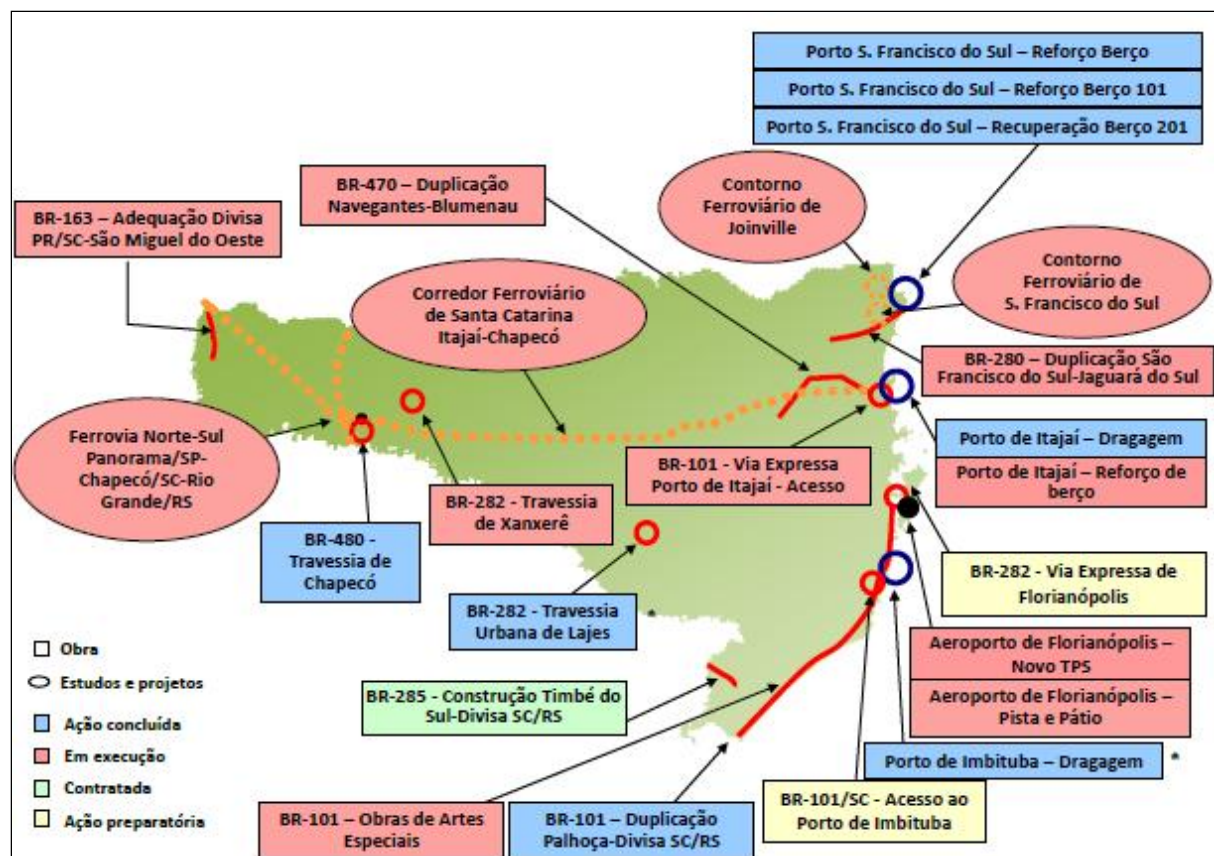 Porto S. Francisco do Sul – Reforço Berço
Porto S. Francisco do Sul – Reforço Berço 101
Porto S. Francisco do Sul – Recuperação Berço 201
BR-470 – Duplicação
Navegantes-Blumenau
Contorno
Ferroviário de
Joinville
BR-163 – Adequação Divisa
PR/SC-São Miguel do Oeste
Corredor Ferroviário
de Santa Catarina
Itajaí-Chapecó
Contorno
Ferroviário de
S. Francisco do Sul
BR-280 – Duplicação São
Francisco do Sul-Jaguará do Sul
Ferrovia Norte-Sul
Panorama/SP-
Chapecó/SC-Rio
Grande/RS
BR-101 - Via Expressa
Porto de Itajaí - Acesso
Porto de Itajaí – Dragagem
Porto de Itajaí – Reforço de
berço
BR-282 - Travessia
de Xanxerê
BR-480 -
Travessia de
Chapecó
BR-282 - Via Expressa de
Florianópolis
BR-282 - Travessia
Urbana de Lajes
*
Aeroporto de Florianópolis –
Novo TPS
Aeroporto de Florianópolis –
Pista e Pátio
BR-285 - Construção Timbé do
Sul-Divisa SC/RS
Porto de Imbituba – Dragagem
*
BR-101 – Obras de Artes
Especiais
BR-101 – Duplicação
Palhoça-Divisa SC/RS
BR-101/SC - Acesso ao
Porto de Imbituba
Obra
Estudos e projetos
Ação concluída
Em execução
Contratada
Ação preparatória